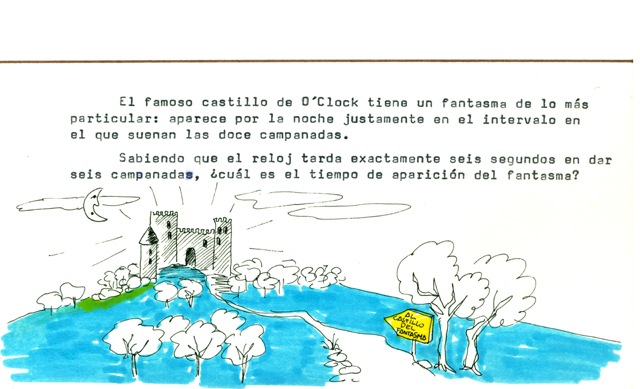 El famoso castillo de O'Clock tiene un fantasma de lo más
particular: aparece por la noche justamente en el intervalo en
el que suenan las doce campanadas.
Sabiendo que el reloj tarda exactamente seis segundos en dar
seis campanadas, ¿cuál es el tiempo de aparición del fantasma?
AL
CASTILLO
DEL
FANTASMA